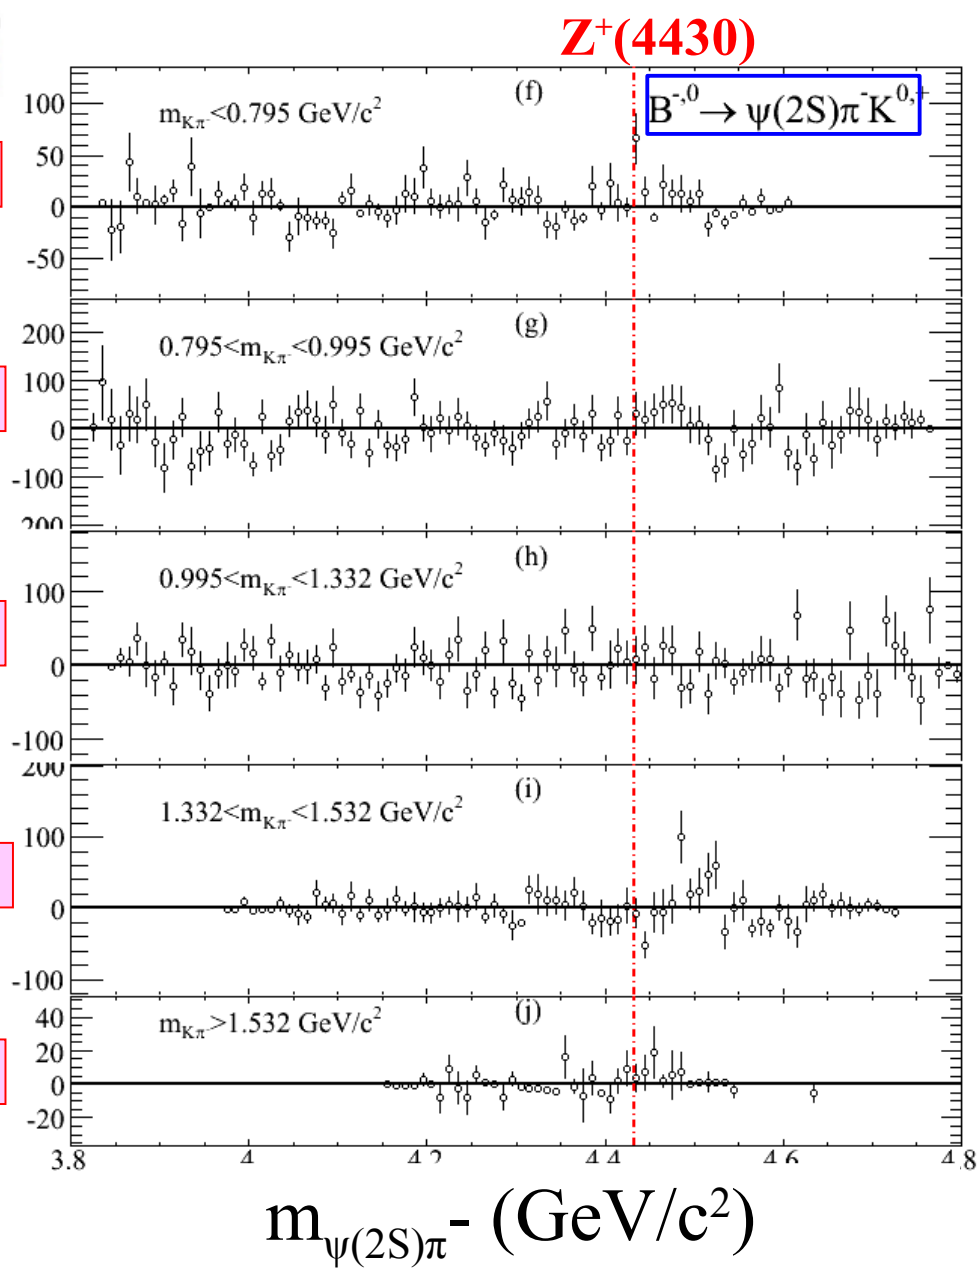 Z⁺(4430)
(f)
m_Kπ⁻<0.795 GeV/c²
B⁻,⁰→ψ(2S)π⁻K⁰,⁺
100
50
0
-50
(g)
0.795<m_Kπ⁻<0.995 GeV/c²
200
100
0
-100
200
(h)
0.995<m_Kπ⁻<1.332 GeV/c²
100
0
-100
200
(i)
1.332<m_Kπ⁻<1.532 GeV/c²
100
0
-100
(j)
m_Kπ⁻>1.532 GeV/c²
40
20
0
-20
3.8 4 4.2 4.4 4.6 4.8
m_ψ(2S)π- (GeV/c²)